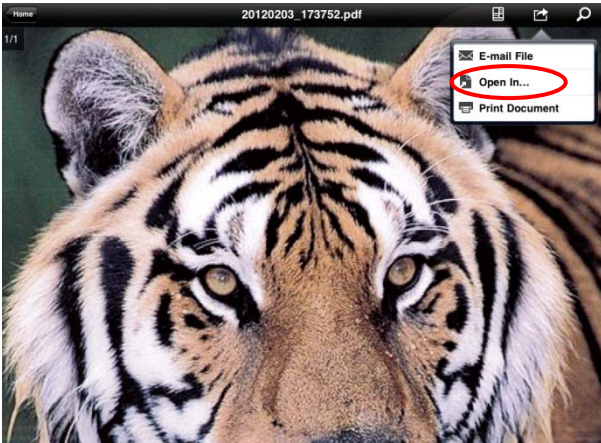 Home
20120203_173752.pdf
1/1
E-mail File
Open In...
Print Document